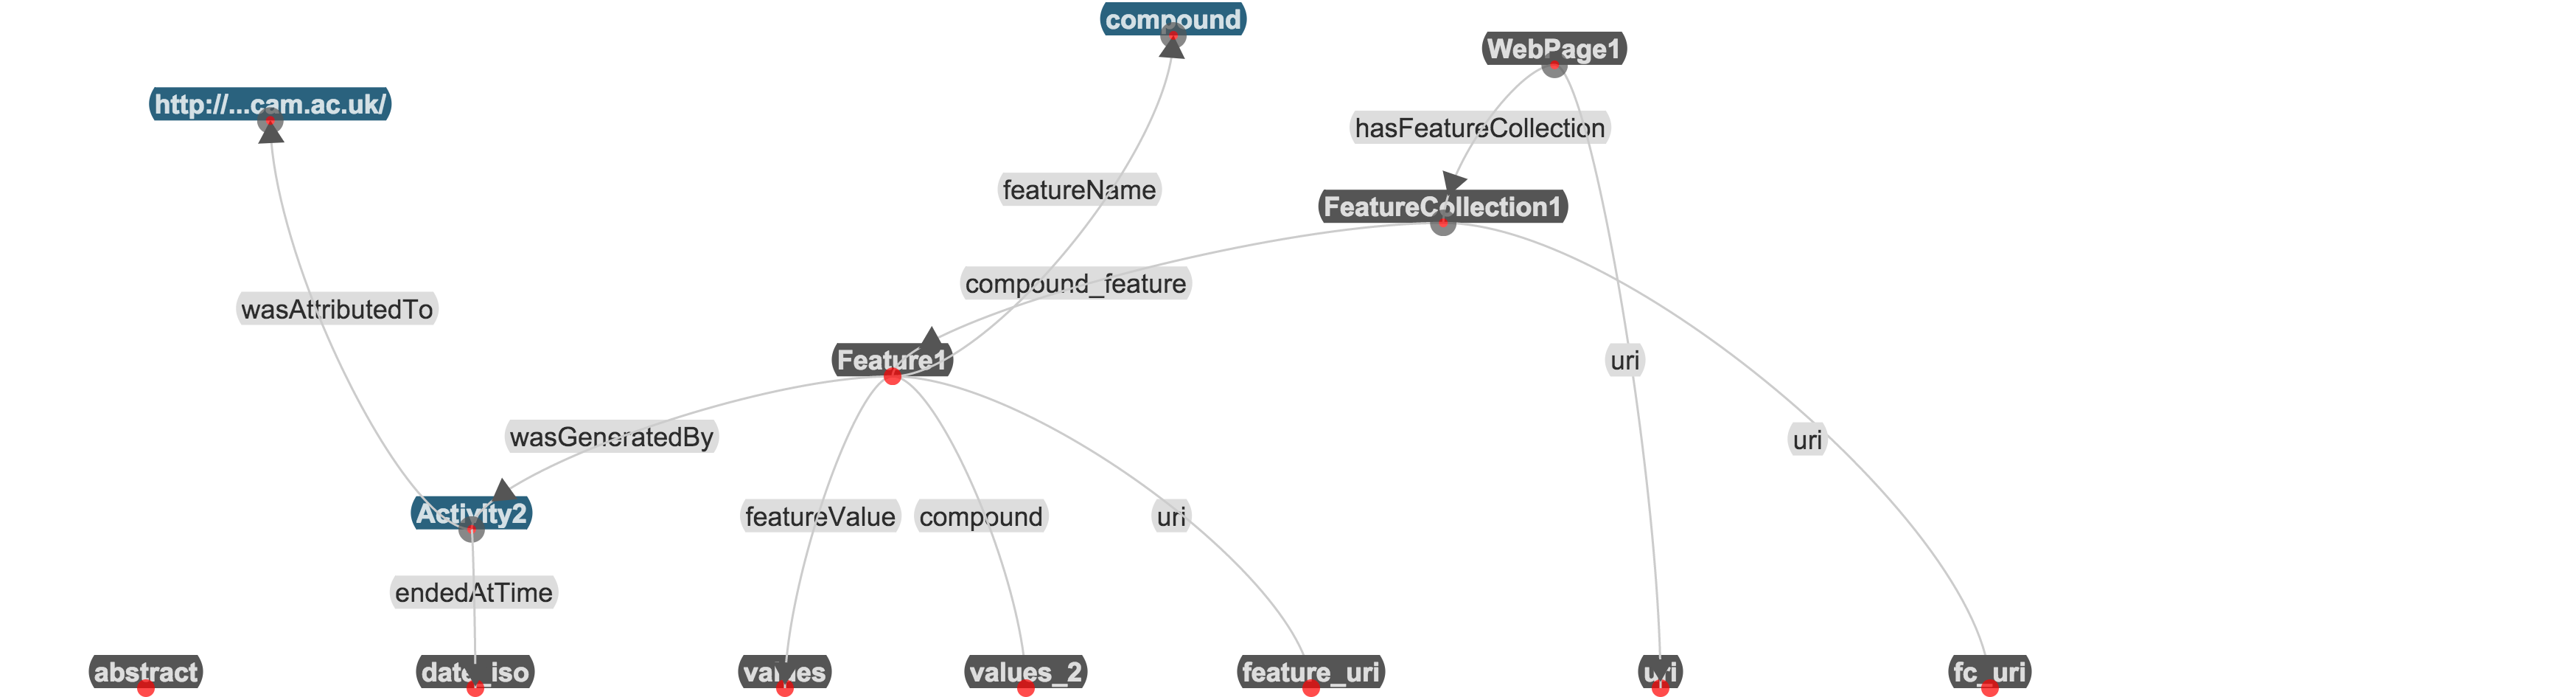 compound
WebPage1
http://...cam.ac.uk/
hasFeatureCollection
featureName
FeatureCollection1
compound_feature
wasAttributedTo
Feature1
uri
wasGeneratedBy
uri
Activity2
featureValue
compound
uri
endedAtTime
abstract
date_iso
values
values_2
feature_uri
uri
fc_uri